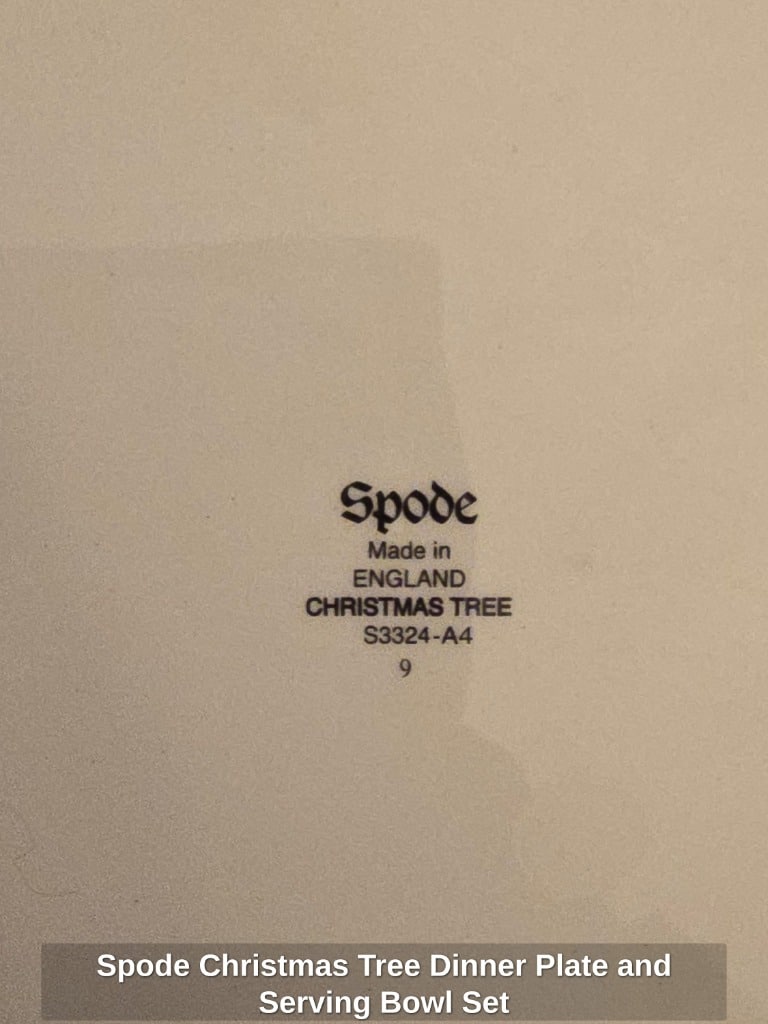 Spode
Made in
ENGLAND
CHRISTMAS TREE
S3324-A4
9
Spode Christmas Tree Dinner Plate and
Serving Bowl Set